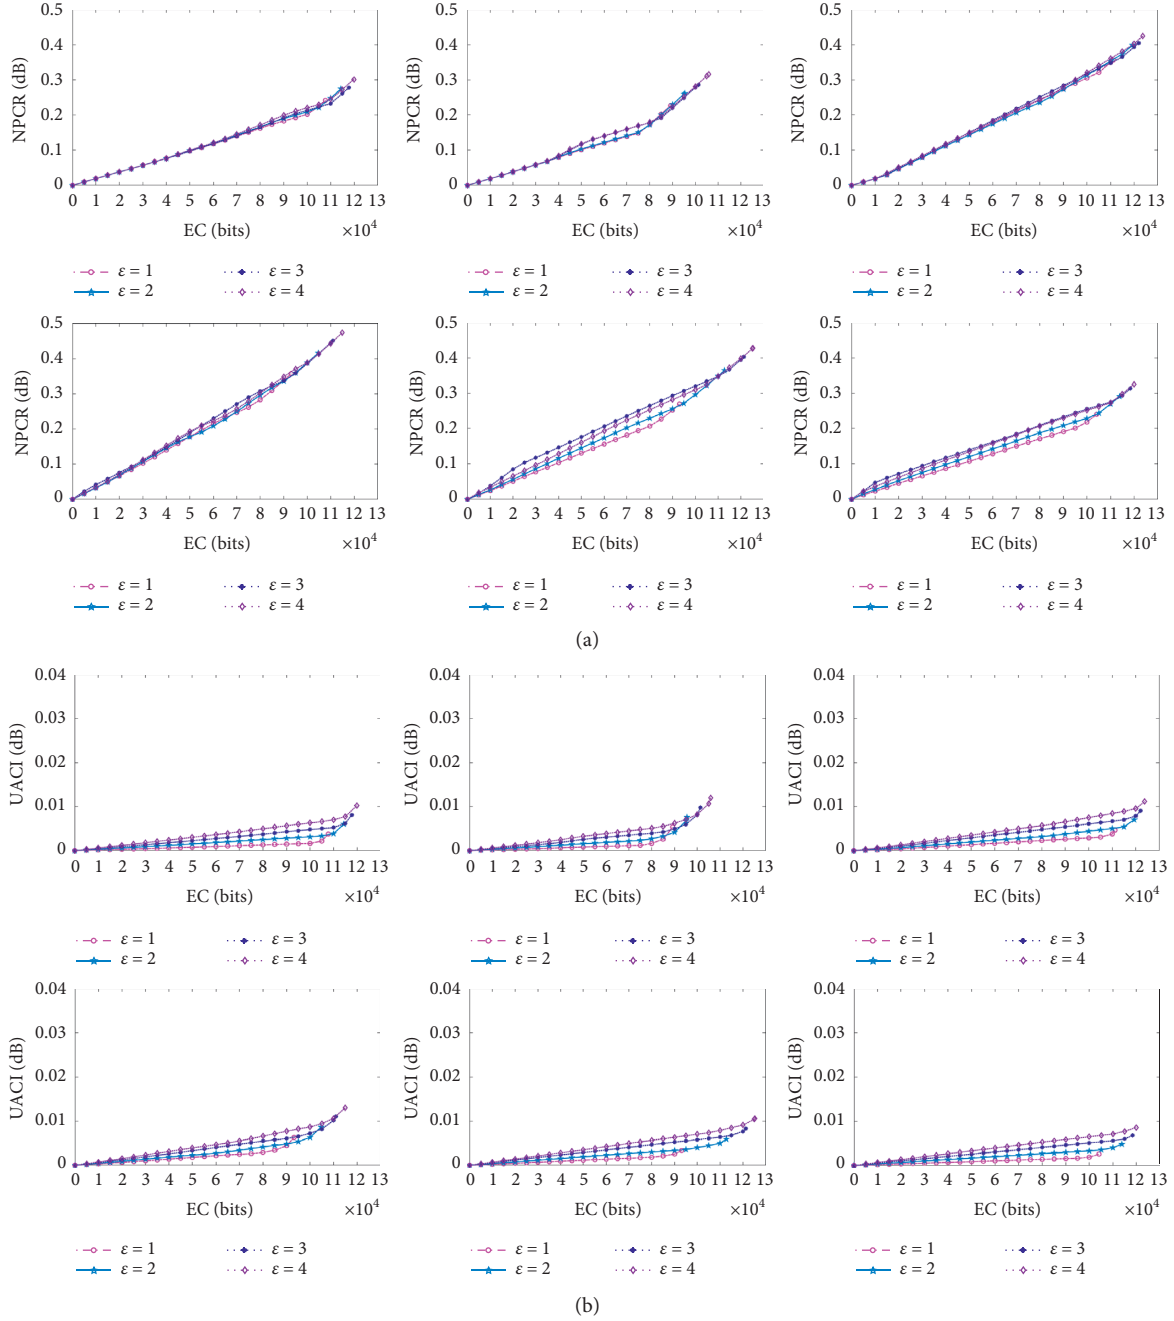 0.5 0.5 0.5
0.4 0.4 0.4
0.3 0.3 0.3
0.2 0.2 0.2
0.1 0.1 0.1
0 0 0
NPCR (dB) NPCR (dB) NPCR (dB)
0 1 2 3 4 5 6 7 8 9 10 11 12 13 0 1 2 3 4 5 6 7 8 9 10 11 12 13 0 1 2 3 4 5 6 7 8 9 10 11 12 13
EC (bits) ×10⁴ EC (bits) ×10⁴ EC (bits) ×10⁴
ε = 1 ε = 3 ε = 1 ε = 3 ε = 1 ε = 3
ε = 2 ε = 4 ε = 2 ε = 4 ε = 2 ε = 4
0.5 0.5 0.5
0.4 0.4 0.4
0.3 0.3 0.3
0.2 0.2 0.2
0.1 0.1 0.1
0 0 0
NPCR (dB) NPCR (dB) NPCR (dB)
0 1 2 3 4 5 6 7 8 9 10 11 12 13 0 1 2 3 4 5 6 7 8 9 10 11 12 13 0 1 2 3 4 5 6 7 8 9 10 11 12 13
EC (bits) ×10⁴ EC (bits) ×10⁴ EC (bits) ×10⁴
ε = 1 ε = 3 ε = 1 ε = 3 ε = 1 ε = 3
ε = 2 ε = 4 ε = 2 ε = 4 ε = 2 ε = 4
(a)
0.04 0.04 0.04
0.03 0.03 0.03
0.02 0.02 0.02
0.01 0.01 0.01
0 0 0
UACI (dB) UACI (dB) UACI (dB)
0 1 2 3 4 5 6 7 8 9 10 11 12 13 0 1 2 3 4 5 6 7 8 9 10 11 12 13 0 1 2 3 4 5 6 7 8 9 10 11 12 13
EC (bits) ×10⁴ EC (bits) ×10⁴ EC (bits) ×10⁴
ε = 1 ε = 3 ε = 1 ε = 3 ε = 1 ε = 3
ε = 2 ε = 4 ε = 2 ε = 4 ε = 2 ε = 4
0.04 0.04 0.04
0.03 0.03 0.03
0.02 0.02 0.02
0.01 0.01 0.01
0 0 0
UACI (dB) UACI (dB) UACI (dB)
0 1 2 3 4 5 6 7 8 9 10 11 12 13 0 1 2 3 4 5 6 7 8 9 10 11 12 13 0 1 2 3 4 5 6 7 8 9 10 11 12 13
EC (bits) ×10⁴ EC (bits) ×10⁴ EC (bits) ×10⁴
ε = 1 ε = 3 ε = 1 ε = 3 ε = 1 ε = 3
ε = 2 ε = 4 ε = 2 ε = 4 ε = 2 ε = 4
(b)